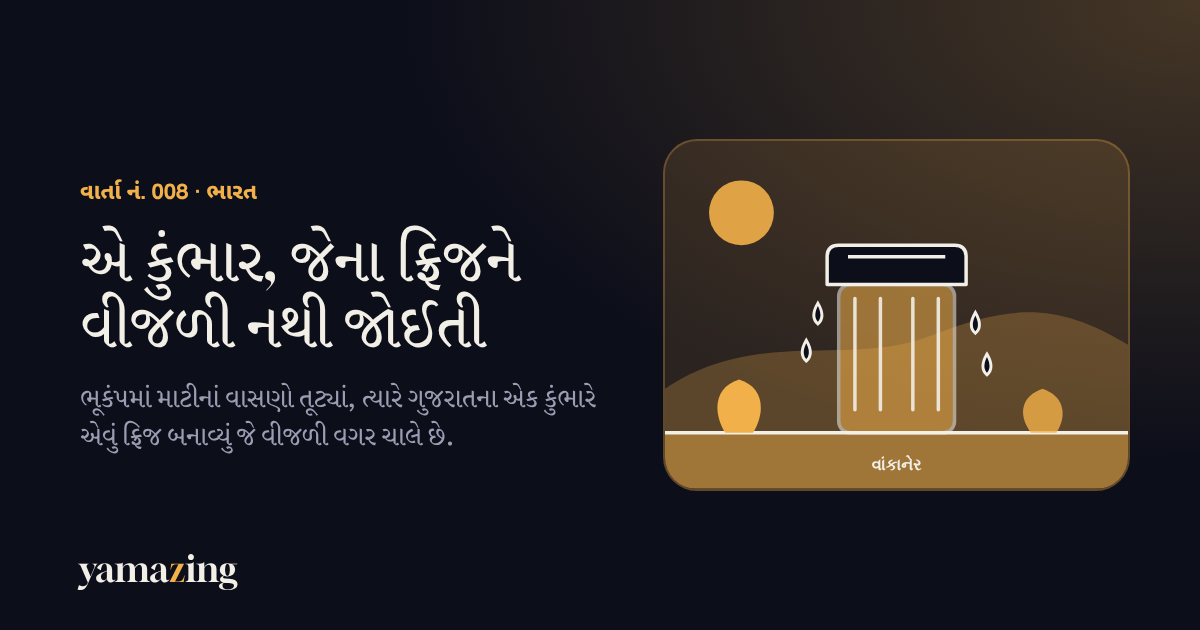 વાર્તા નં. 008 · ભારત
એ કુંભાર, જેના ફ્રિજને
વીજળી નથી જોઈતી
ભૂકંપમાં માટીનાં વાસણો તૂટ્યાં, ત્યારે ગુજરાતના એક કુંભારે
એવું ફ્રિજ બનાવ્યું જે વીજળી વગર ચાલે છે.
વાંકાનેર
yamazing